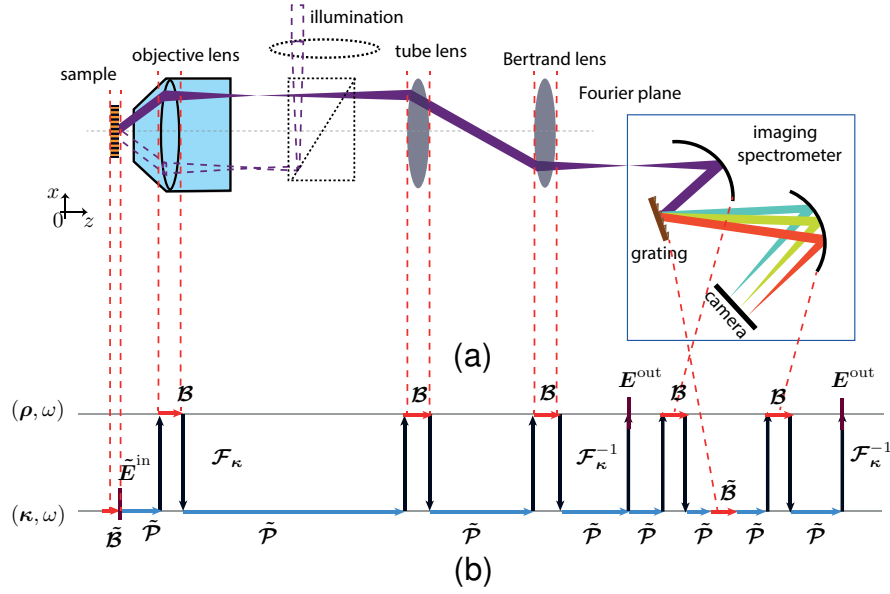 illumination
objective lens
tube lens
Bertrand lens
sample
Fourier plane
imaging
spectrometer
x
0 z
grating
camera
(a)
𝓑 𝓑 𝓑 E^out 𝓑 𝓑 E^out
(ρ, ω)
Ẽ^in 𝓕_κ 𝓕_κ^−1 𝓕_κ^−1
𝓑̃
(κ, ω)
𝓑̃ 𝓟̃ 𝓟̃ 𝓟̃ 𝓟̃ 𝓟̃ 𝓟̃ 𝓟̃ 𝓟̃
(b)